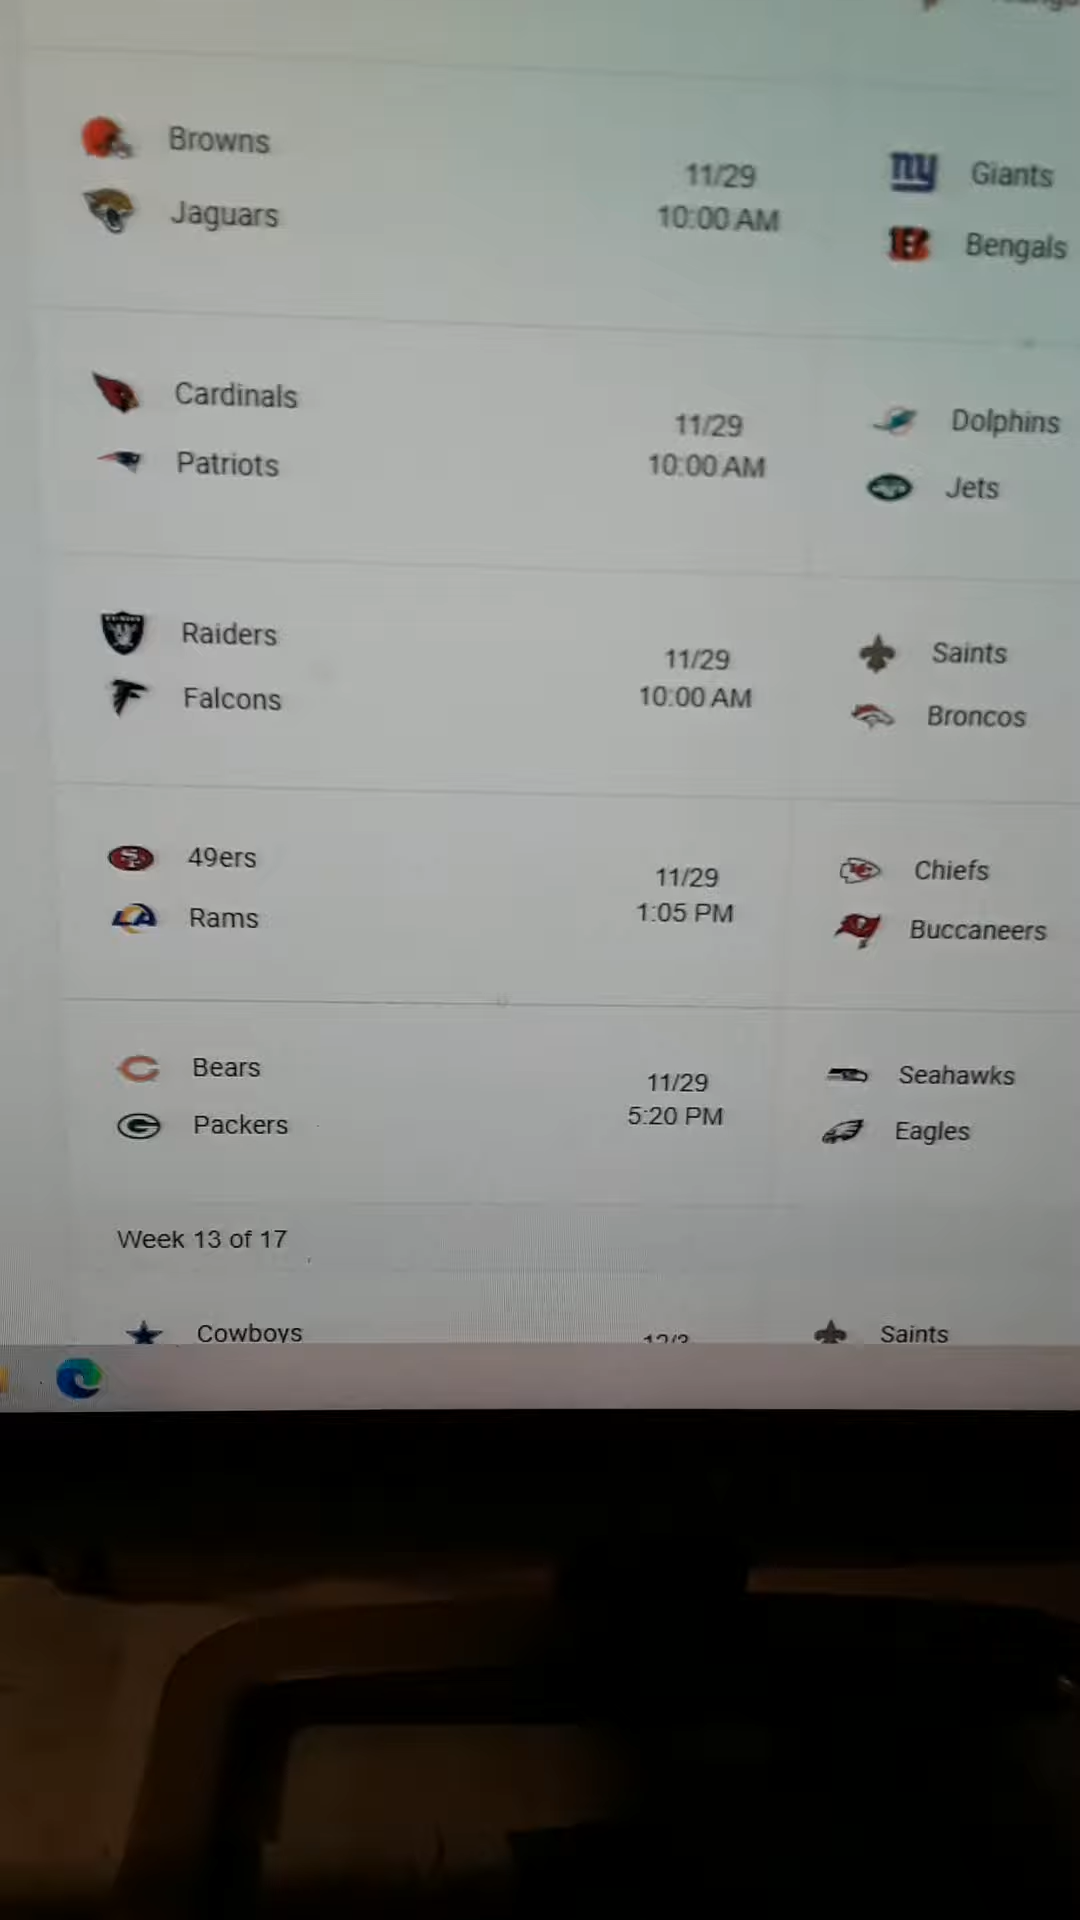 Browns
Jaguars
11/29
10:00 AM
Giants
Bengals
Cardinals
Patriots
11/29
10:00 AM
Dolphins
Jets
Raiders
Falcons
11/29
10:00 AM
Saints
Broncos
49ers
Rams
11/29
1:05 PM
Chiefs
Buccaneers
Bears
Packers
11/29
5:20 PM
Seahawks
Eagles
Week 13 of 17
Cowboys
Saints